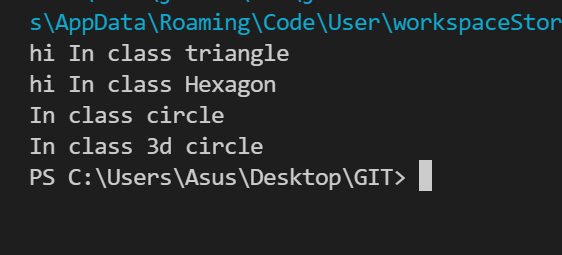 s\AppData\Roaming\Code\User\workspaceStor
hi In class triangle
hi In class Hexagon
In class circle
In class 3d circle
PS C:\Users\Asus\Desktop\GIT>